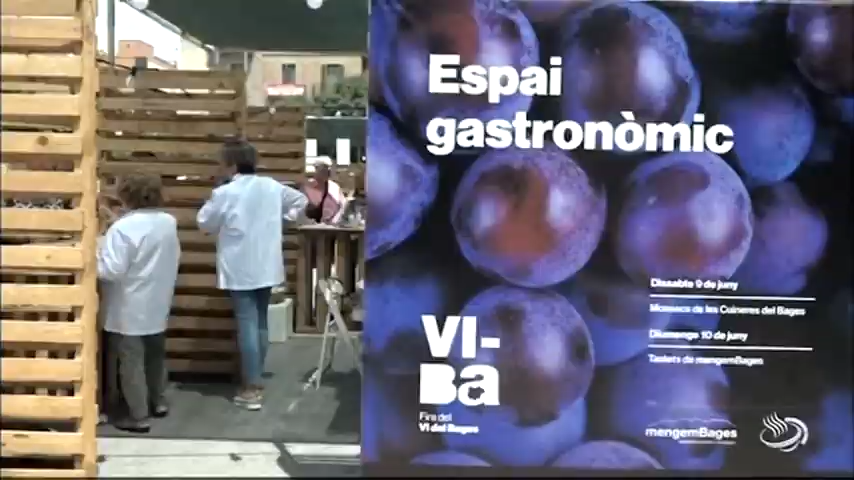 Espai
gastronòmic
Dissabte 9 de juny
Mostreu de les Cuineres del Bages
Diumenge 10 de juny
Tastets de mengemBages
VI-
Ba
Fira del
Vi del Bages
mengemBages